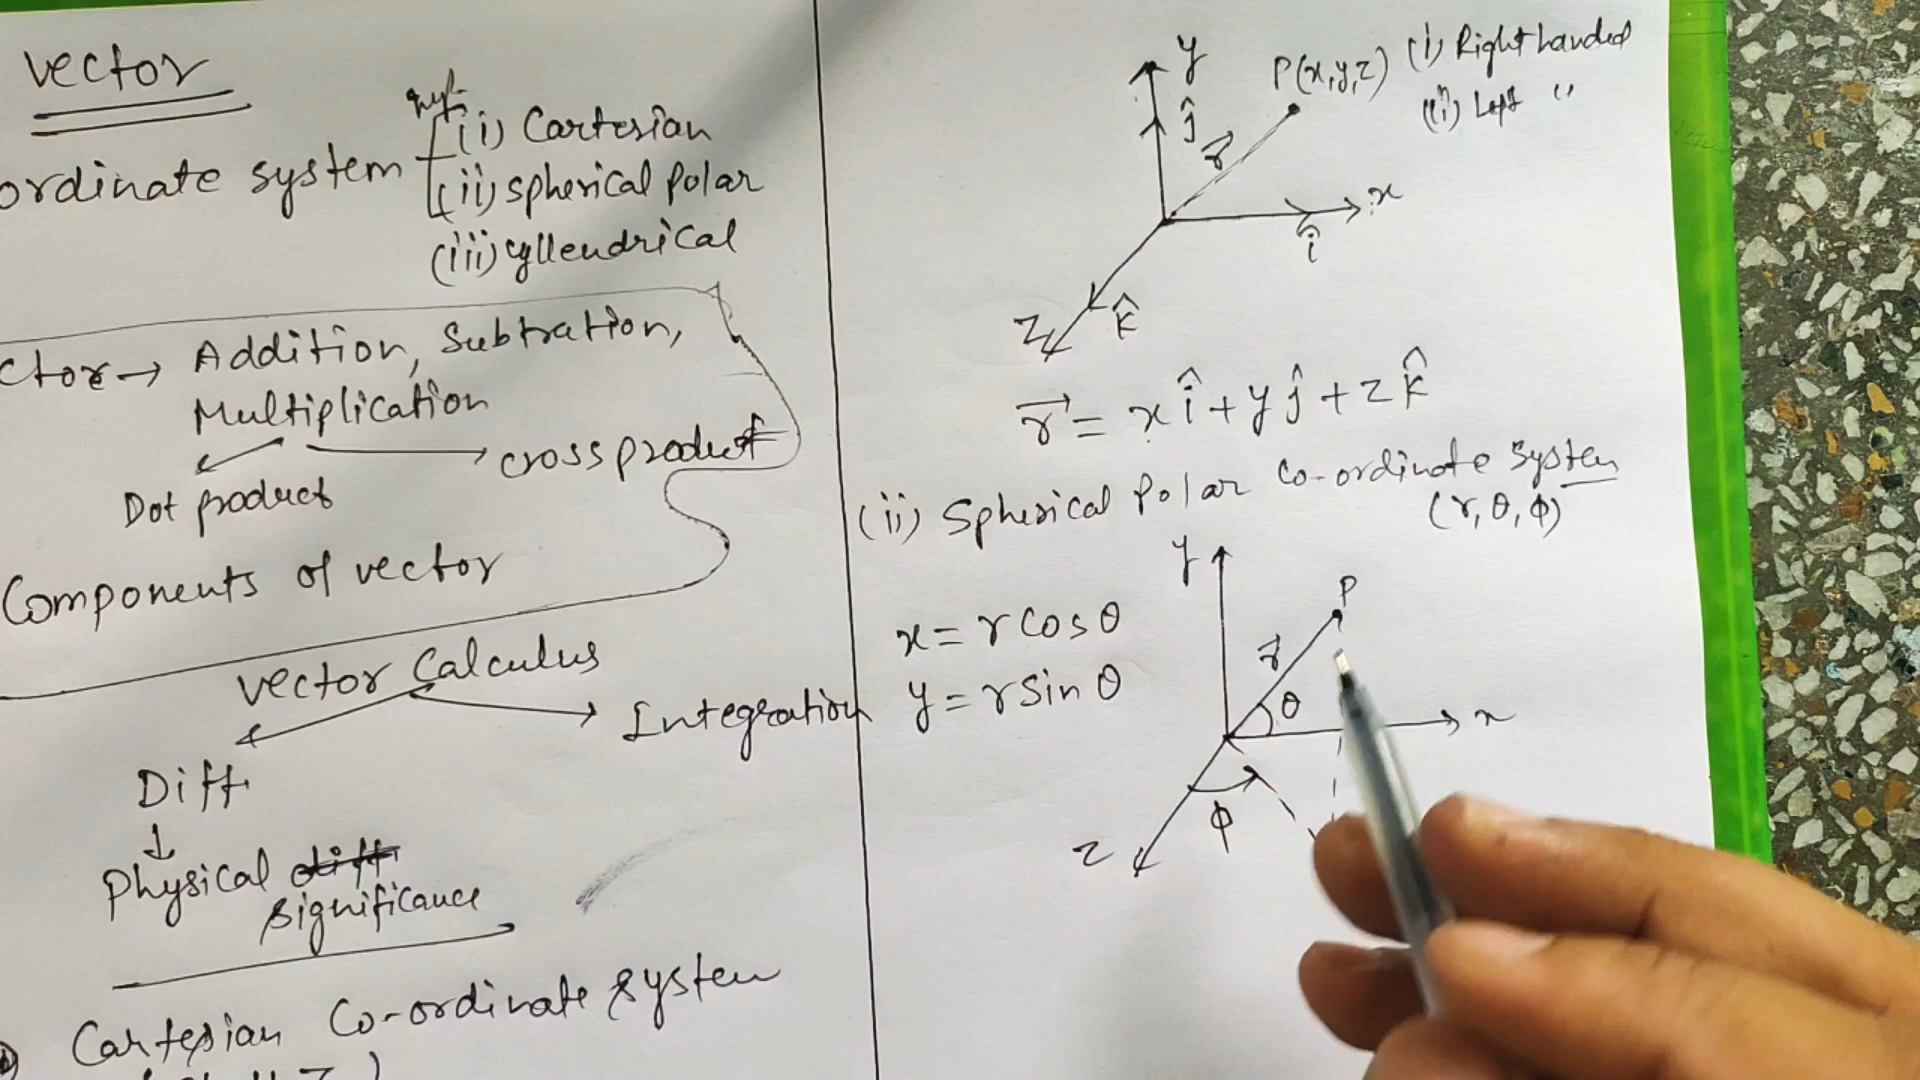 vector
ordinate system
(i) Cartesian
(ii) spherical polar
(iii) cyllendrical
ctor → Addition, Subtration,
Multiplication
Dot product
cross product
Components of vector
vector Calculus
Integration
Diff
Physical
significance
Cartesian Co-ordinate system
y
P(x,y,z)
(i) Right handed
(ii) Left "
ĵ
r⃗
x
î
z
k̂
r⃗ = x î + y ĵ + z k̂
(ii) Spherical Polar Co-ordinate System
(r, θ, ϕ)
x = r cos θ
y = r sin θ
y
P
r⃗
θ
x
ϕ
z